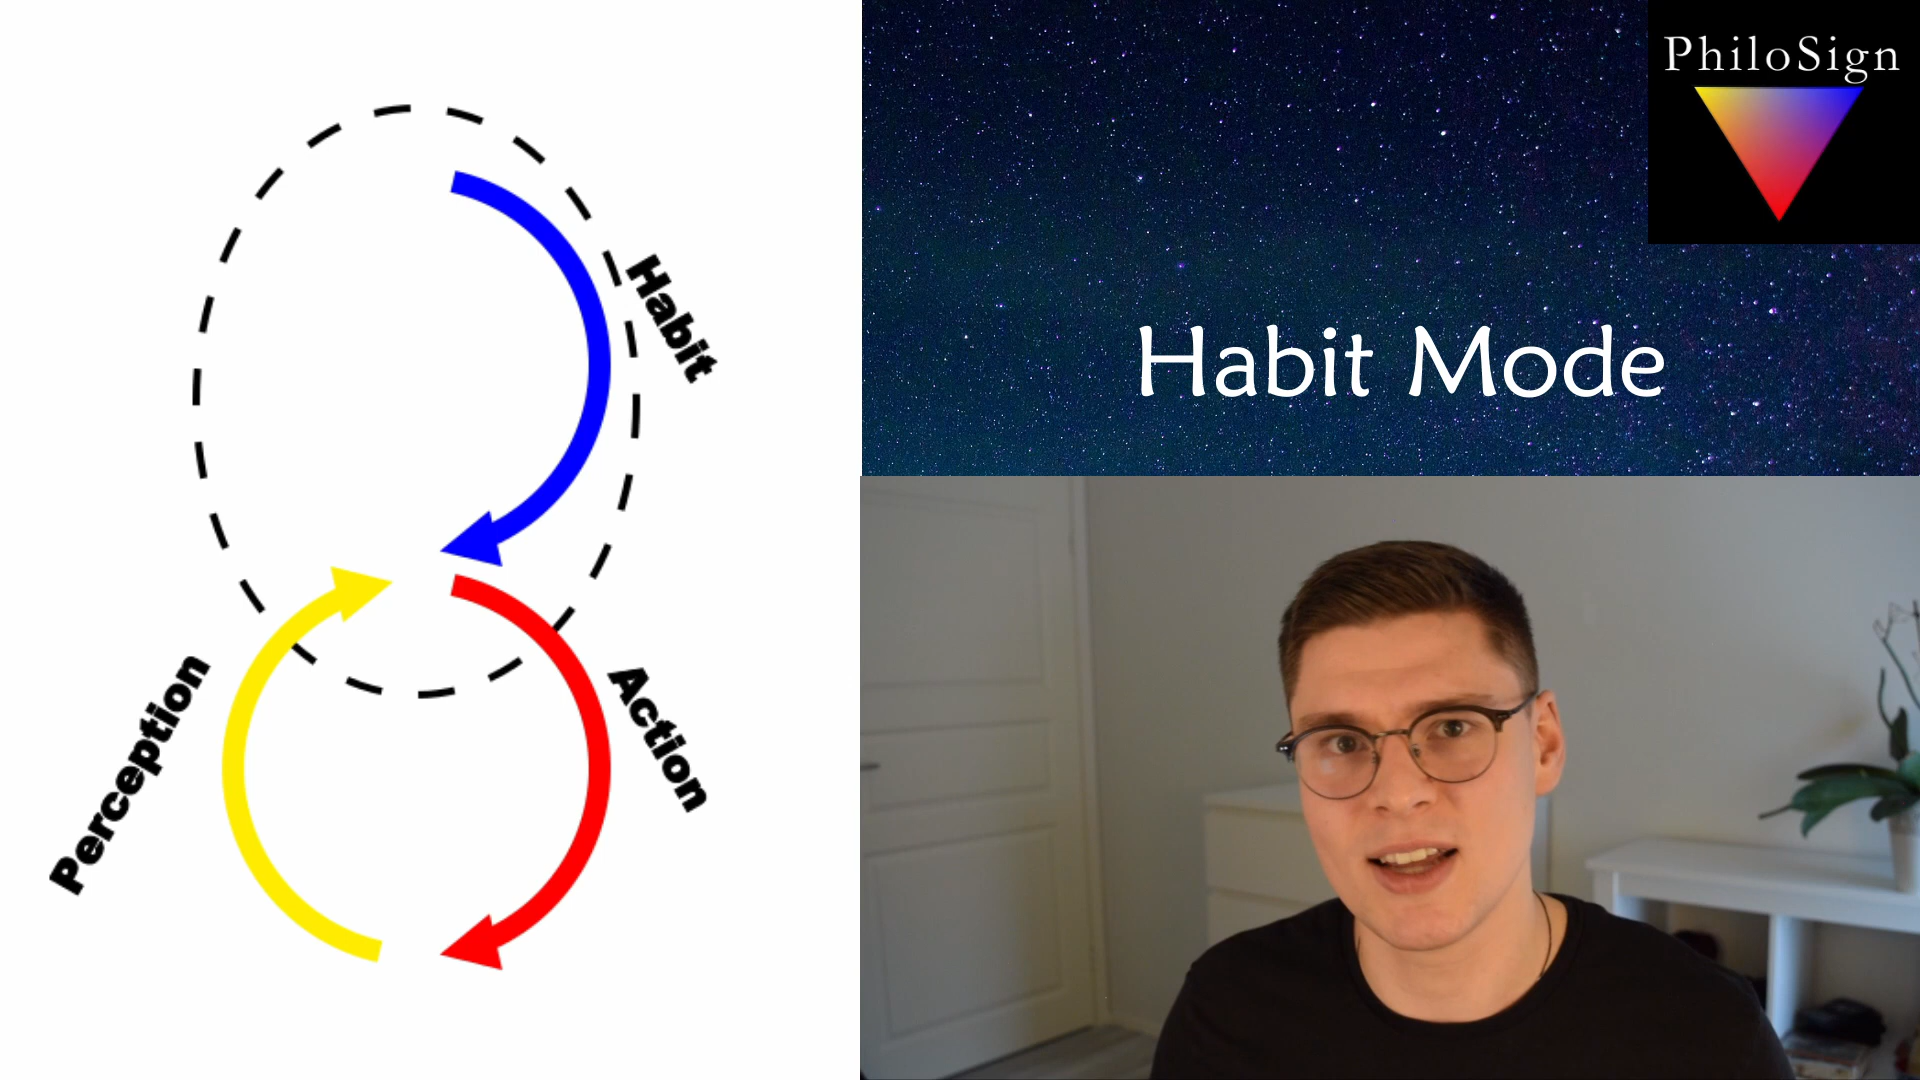 Habit
Perception
Action
PhiloSign
Habit Mode